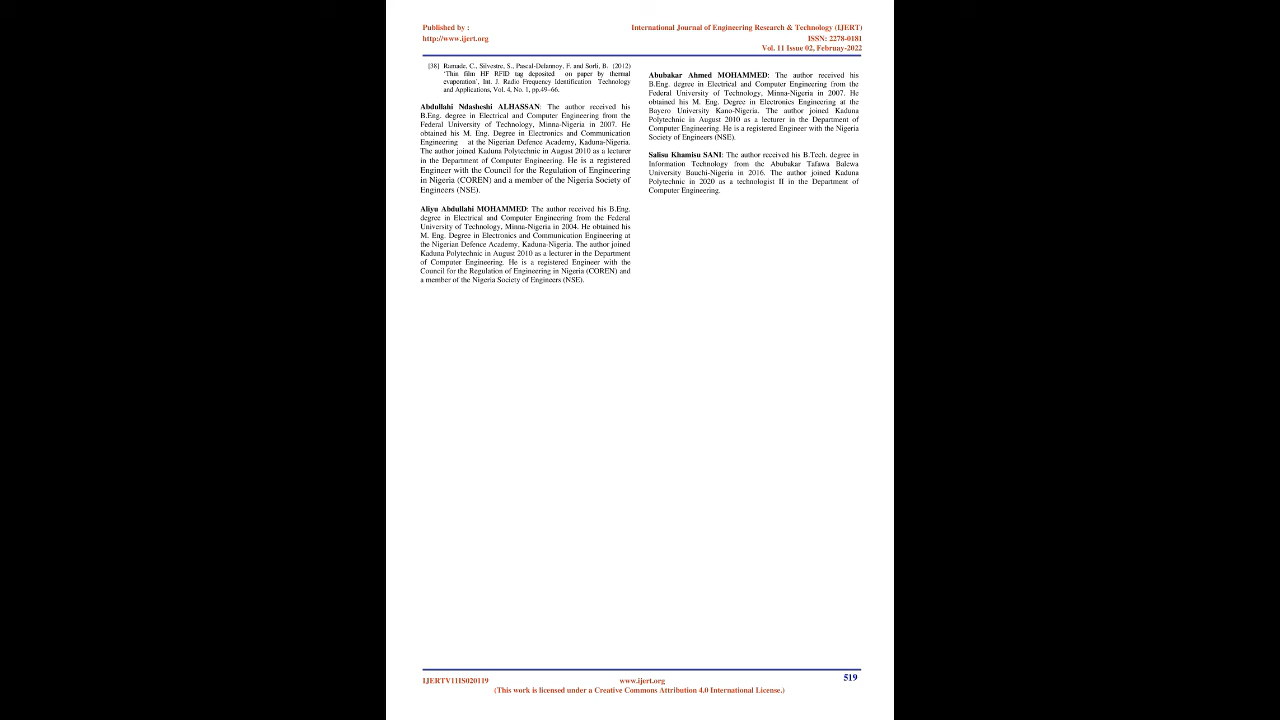 Published by :
http://www.ijert.org
International Journal of Engineering Research & Technology (IJERT)
ISSN: 2278-0181
Vol. 11 Issue 02, Februay-2022
[38] Ramade, C., Silvestre, S., Pascal-Delannoy, F. and Sorli, B. (2012)
‘Thin film HF RFID tag deposited on paper by thermal
evaporation’, Int. J. Radio Frequency Identification Technology
and Applications, Vol. 4, No. 1, pp.49–66.
Abdullahi Ndasheshi ALHASSAN: The author received his
B.Eng. degree in Electrical and Computer Engineering from the
Federal University of Technology, Minna-Nigeria in 2007. He
obtained his M. Eng. Degree in Electronics and Communication
Engineering at the Nigerian Defence Academy, Kaduna-Nigeria.
The author joined Kaduna Polytechnic in August 2010 as a lecturer
in the Department of Computer Engineering. He is a registered
Engineer with the Council for the Regulation of Engineering
in Nigeria (COREN) and a member of the Nigeria Society of
Engineers (NSE).
Aliyu Abdullahi MOHAMMED: The author received his B.Eng.
degree in Electrical and Computer Engineering from the Federal
University of Technology, Minna-Nigeria in 2004. He obtained his
M. Eng. Degree in Electronics and Communication Engineering at
the Nigerian Defence Academy, Kaduna-Nigeria. The author joined
Kaduna Polytechnic in August 2010 as a lecturer in the Department
of Computer Engineering. He is a registered Engineer with the
Council for the Regulation of Engineering in Nigeria (COREN) and
a member of the Nigeria Society of Engineers (NSE).
Abubakar Ahmed MOHAMMED: The author received his
B.Eng. degree in Electrical and Computer Engineering from the
Federal University of Technology, Minna-Nigeria in 2007. He
obtained his M. Eng. Degree in Electronics Engineering at the
Bayero University Kano-Nigeria. The author joined Kaduna
Polytechnic in August 2010 as a lecturer in the Department of
Computer Engineering. He is a registered Engineer with the Nigeria
Society of Engineers (NSE).
Salisu Khamisu SANI: The author received his B.Tech. degree in
Information Technology from the Abubakar Tafawa Balewa
University Bauchi-Nigeria in 2016. The author joined Kaduna
Polytechnic in 2020 as a technologist II in the Department of
Computer Engineering.
IJERTV11IS020119
www.ijert.org
519
(This work is licensed under a Creative Commons Attribution 4.0 International License.)